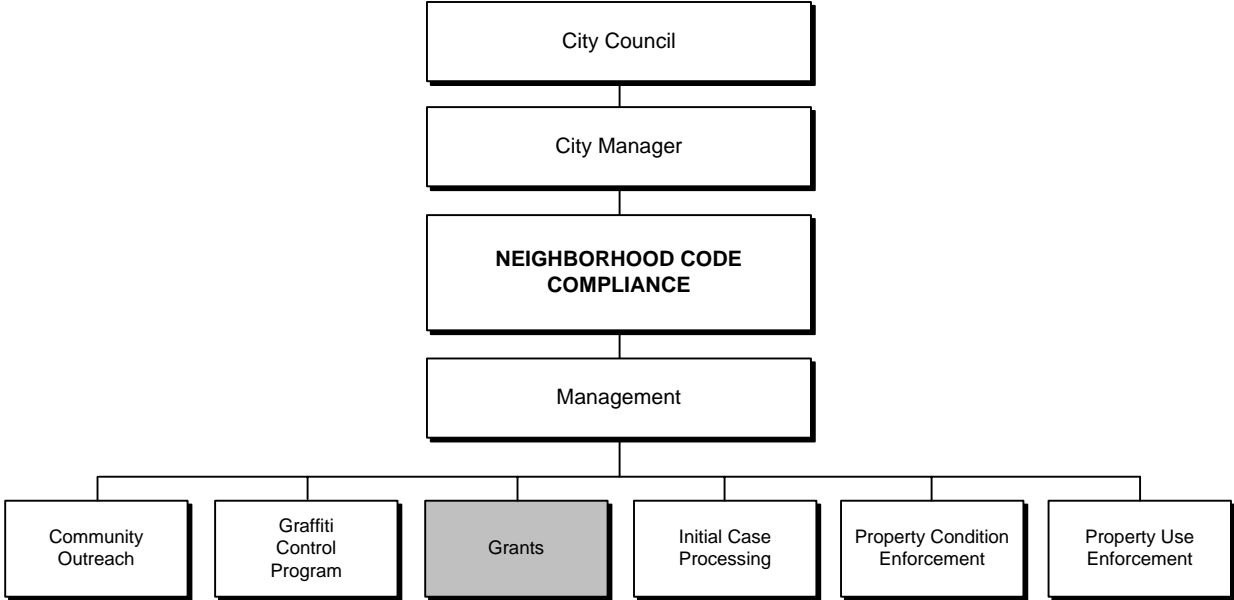 City Council
City Manager
NEIGHBORHOOD CODE
COMPLIANCE
Management
Community
Outreach
Graffiti
Control
Program
Grants
Initial Case
Processing
Property Condition
Enforcement
Property Use
Enforcement